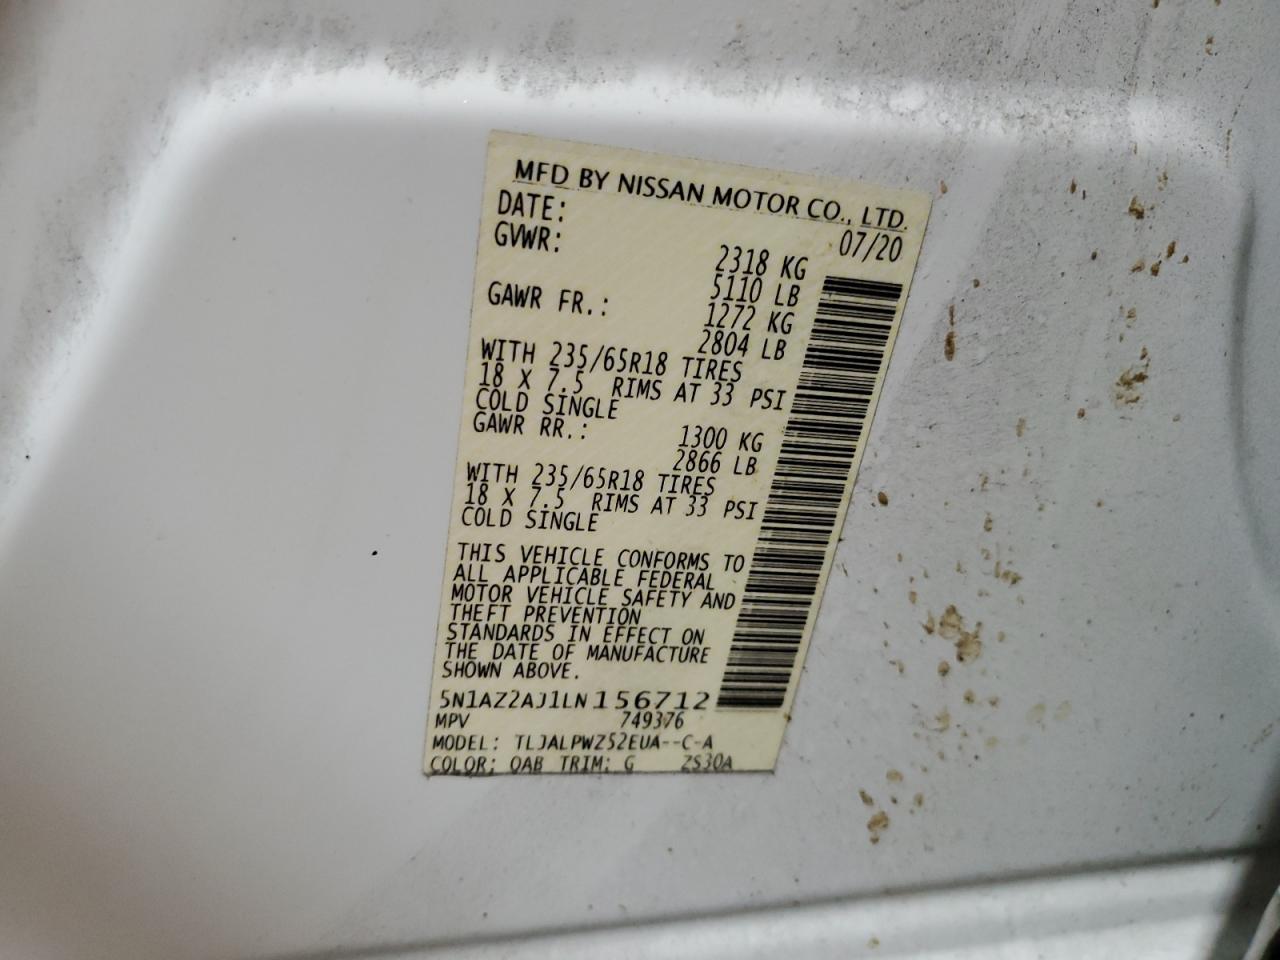 MFD BY NISSAN MOTOR CO., LTD.
DATE: 07/20
GVWR: 2318 KG
5110 LB
GAWR FR.: 1272 KG
2804 LB
WITH 235/65R18 TIRES
18 X 7.5 RIMS AT 33 PSI
COLD SINGLE
GAWR RR.: 1300 KG
2866 LB
WITH 235/65R18 TIRES
18 X 7.5 RIMS AT 33 PSI
COLD SINGLE
THIS VEHICLE CONFORMS TO
ALL APPLICABLE FEDERAL
MOTOR VEHICLE SAFETY AND
THEFT PREVENTION
STANDARDS IN EFFECT ON
THE DATE OF MANUFACTURE
SHOWN ABOVE.
5N1AZ2AJ1LN156712
MPV 749376
MODEL: TLJALPWZ52EUA--C-A
COLOR: QAB TRIM: G ZS30A